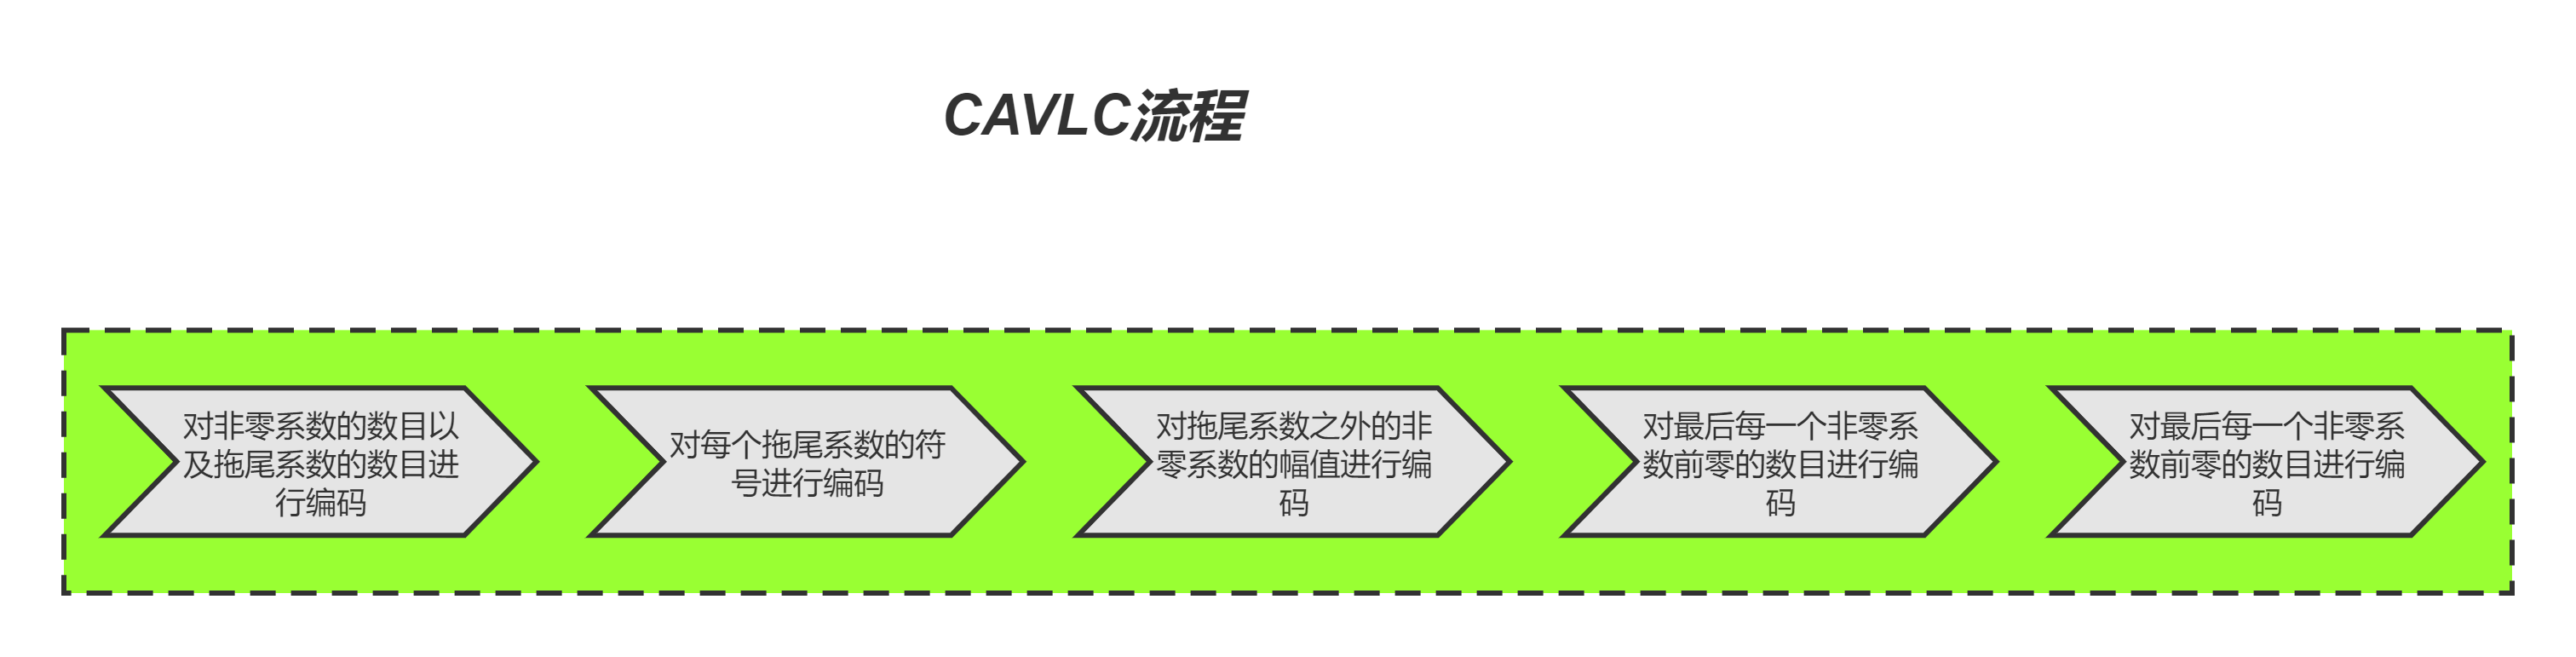 CAVLC流程
对非零系数的数目以
及拖尾系数的数目进
行编码
对每个拖尾系数的符
号进行编码
对拖尾系数之外的非
零系数的幅值进行编
码
对最后每一个非零系
数前零的数目进行编
码
对最后每一个非零系
数前零的数目进行编
码